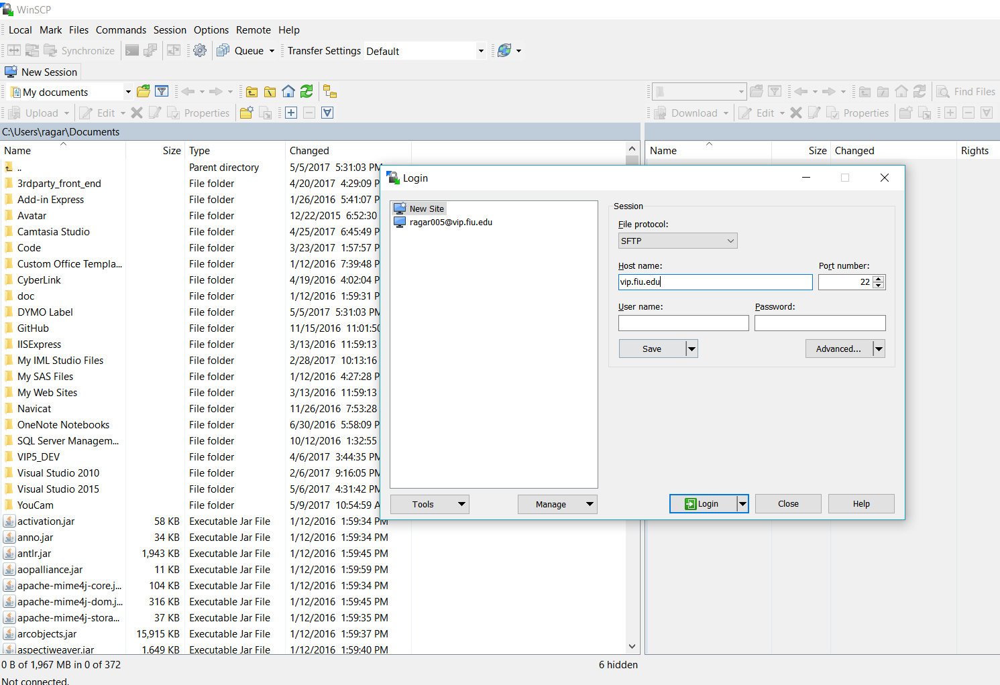 WinSCP
Local Mark Files Commands Session Options Remote Help
Synchronize Queue Transfer Settings Default
New Session
My documents Find Files
Upload Edit Properties Download Edit Properties
C:\Users\ragar\Documents
Name Size Type Changed Name Size Changed Rights
.. Parent directory 5/5/2017 5:31:03 PM
3rdparty_front_end File folder 4/20/2017 4:29:09 P
Add-in Express File folder 1/26/2016 5:41:07 P
Avatar File folder 12/22/2015 6:52:30
Camtasia Studio File folder 4/25/2017 6:45:49 P
Code File folder 3/23/2017 1:57:57 P
Custom Office Templa... File folder 1/12/2016 7:39:48 P
CyberLink File folder 4/19/2016 4:02:04 P
doc File folder 1/12/2016 1:59:31 P
DYMO Label File folder 5/5/2017 5:31:03 PM
GitHub File folder 11/15/2016 11:01:50
IISExpress File folder 3/13/2016 11:59:13
My IML Studio Files File folder 2/28/2017 10:13:16
My SAS Files File folder 1/12/2016 4:27:28 P
My Web Sites File folder 3/13/2016 11:59:13
Navicat File folder 11/26/2016 7:53:28
OneNote Notebooks File folder 6/30/2016 5:58:09 P
SQL Server Managem... File folder 10/12/2016 1:32:55
VIP5_DEV File folder 4/6/2017 3:44:35 PM
Visual Studio 2010 File folder 2/6/2017 9:16:05 PM
Visual Studio 2015 File folder 5/6/2017 4:31:42 PM
YouCam File folder 5/9/2017 10:54:59 A
activation.jar 58 KB Executable Jar File 1/12/2016 1:59:34 PM
anno.jar 34 KB Executable Jar File 1/12/2016 1:59:34 PM
antlr.jar 1,943 KB Executable Jar File 1/12/2016 1:59:45 PM
aopalliance.jar 11 KB Executable Jar File 1/12/2016 1:59:59 PM
apache-mime4j-core.j... 104 KB Executable Jar File 1/12/2016 1:59:34 PM
apache-mime4j-dom.j... 316 KB Executable Jar File 1/12/2016 1:59:45 PM
apache-mime4j-stora... 37 KB Executable Jar File 1/12/2016 1:59:35 PM
arcobjects.jar 15,915 KB Executable Jar File 1/12/2016 1:59:37 PM
aspectjweaver.jar 1,649 KB Executable Jar File 1/12/2016 1:59:40 PM
0 B of 1,967 MB in 0 of 372 6 hidden
Not connected.
Login
New Site
ragar005@vip.fiu.edu
Session
File protocol:
SFTP
Host name: Port number:
vip.fiu.edu 22
User name: Password:
Save Advanced...
Tools Manage Login Close Help